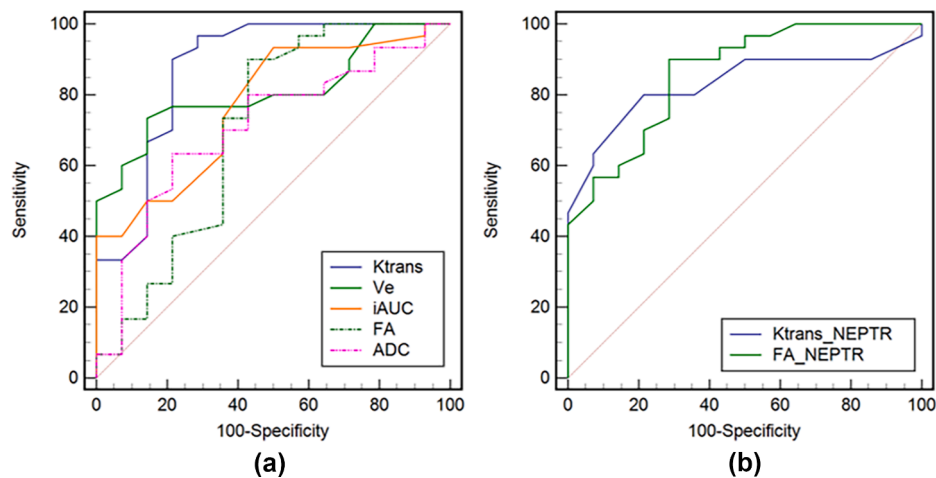 100
80
60
40
20
0
Sensitivity
0 20 40 60 80 100
100-Specificity
Ktrans
Ve
iAUC
FA
ADC
(a)
100
80
60
40
20
0
Sensitivity
0 20 40 60 80 100
100-Specificity
Ktrans_NEPTR
FA_NEPTR
(b)